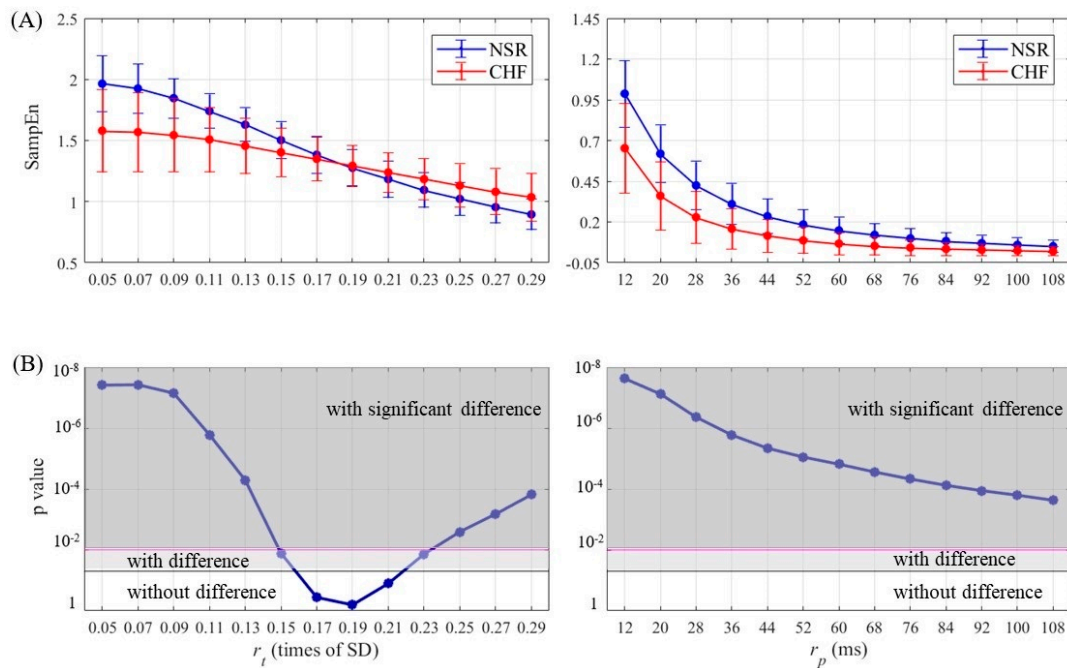 (A)
2.5
2
1.5
1
0.5
SampEn
NSR
CHF
0.05 0.07 0.09 0.11 0.13 0.15 0.17 0.19 0.21 0.23 0.25 0.27 0.29
1.45
1.2
0.95
0.7
0.45
0.2
-0.05
NSR
CHF
12 20 28 36 44 52 60 68 76 84 92 100 108
(B)
10-8
10-6
10-4
10-2
1
p value
with significant difference
with difference
without difference
0.05 0.07 0.09 0.11 0.13 0.15 0.17 0.19 0.21 0.23 0.25 0.27 0.29
rt (times of SD)
10-8
10-6
10-4
10-2
1
with significant difference
with difference
without difference
12 20 28 36 44 52 60 68 76 84 92 100 108
rp (ms)